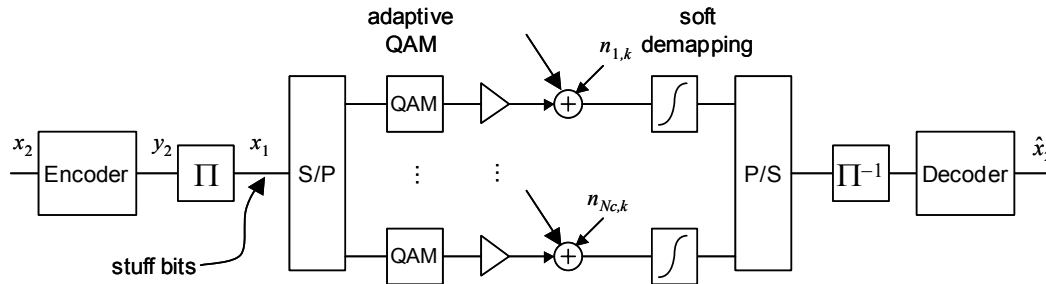 adaptive
QAM
soft
demapping
n1,k
x2
Encoder
y2
Π
x1
S/P
QAM
+
P/S
Π−1
Decoder
x̂2
⋮
⋮
nNc,k
stuff bits
QAM
+